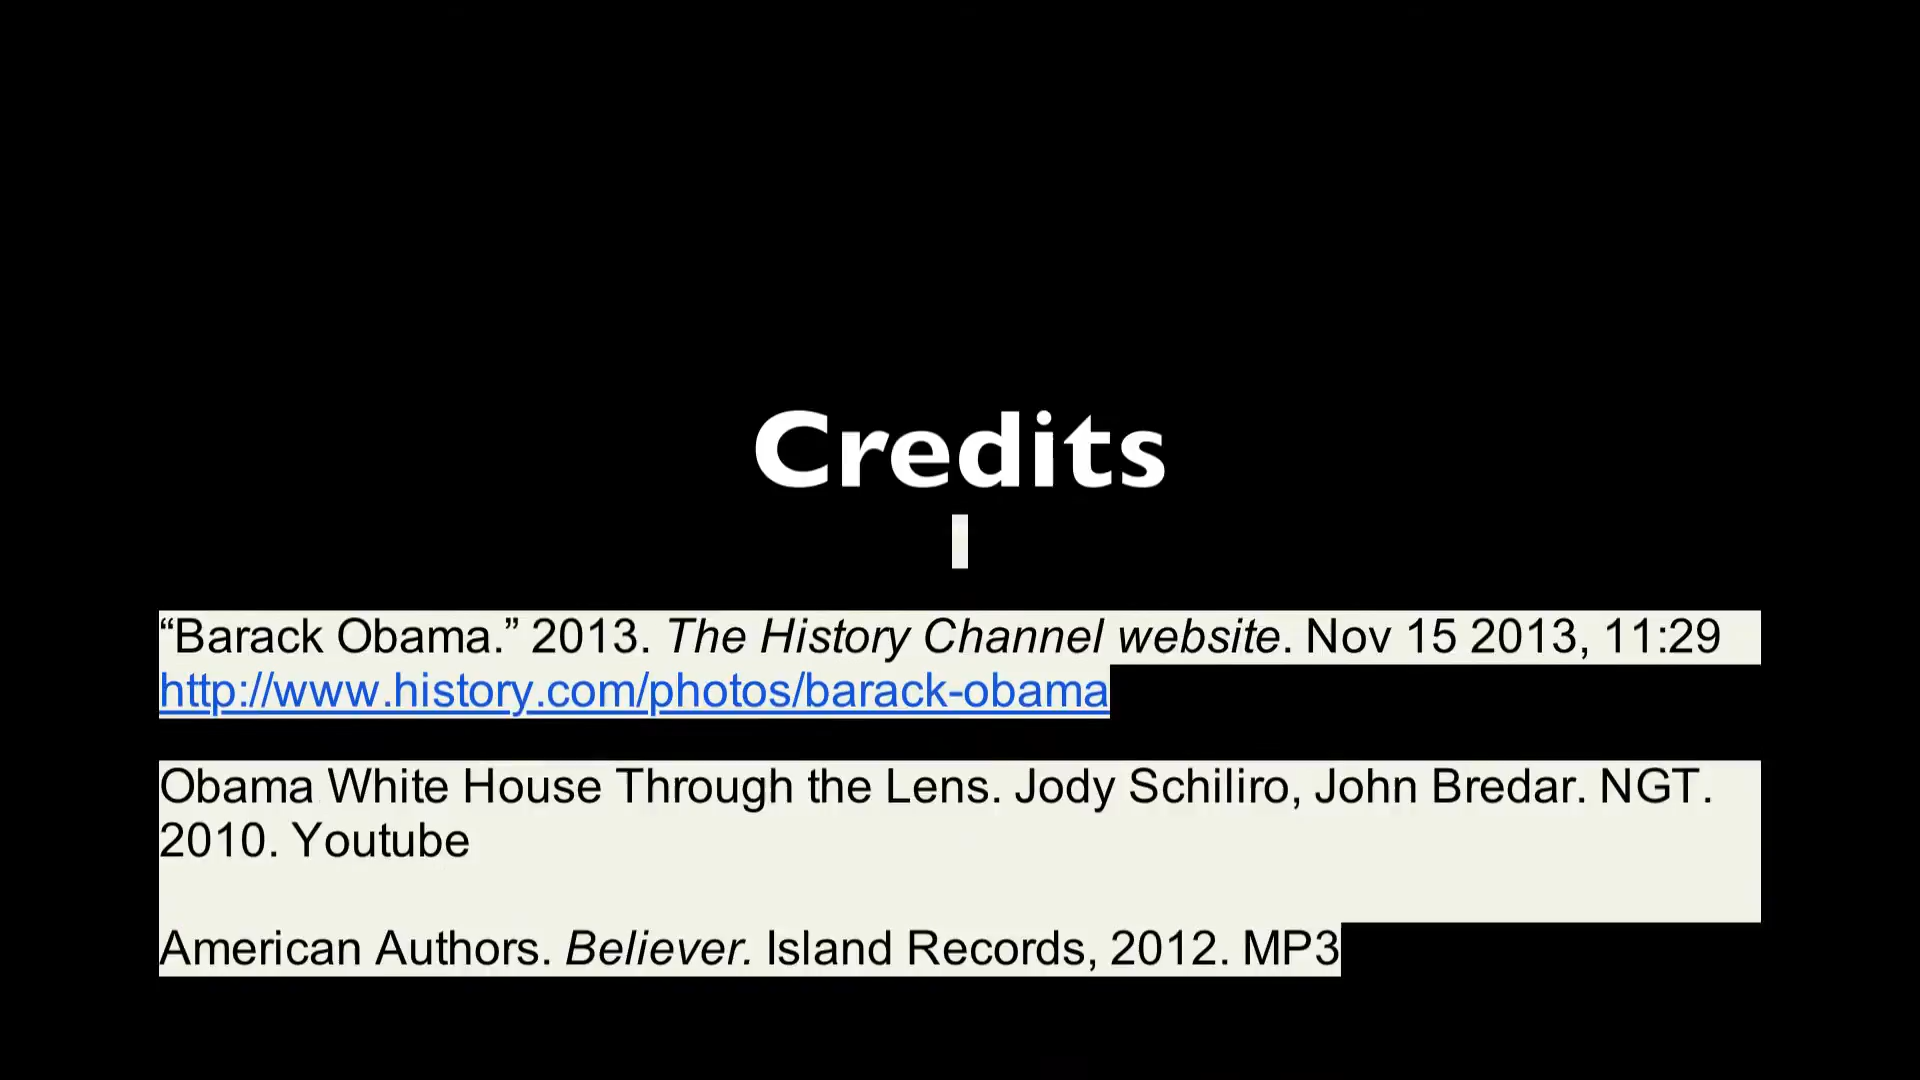 Credits
“Barack Obama.” 2013. The History Channel website. Nov 15 2013, 11:29
http://www.history.com/photos/barack-obama
Obama White House Through the Lens. Jody Schiliro, John Bredar. NGT.
2010. Youtube
American Authors. Believer. Island Records, 2012. MP3